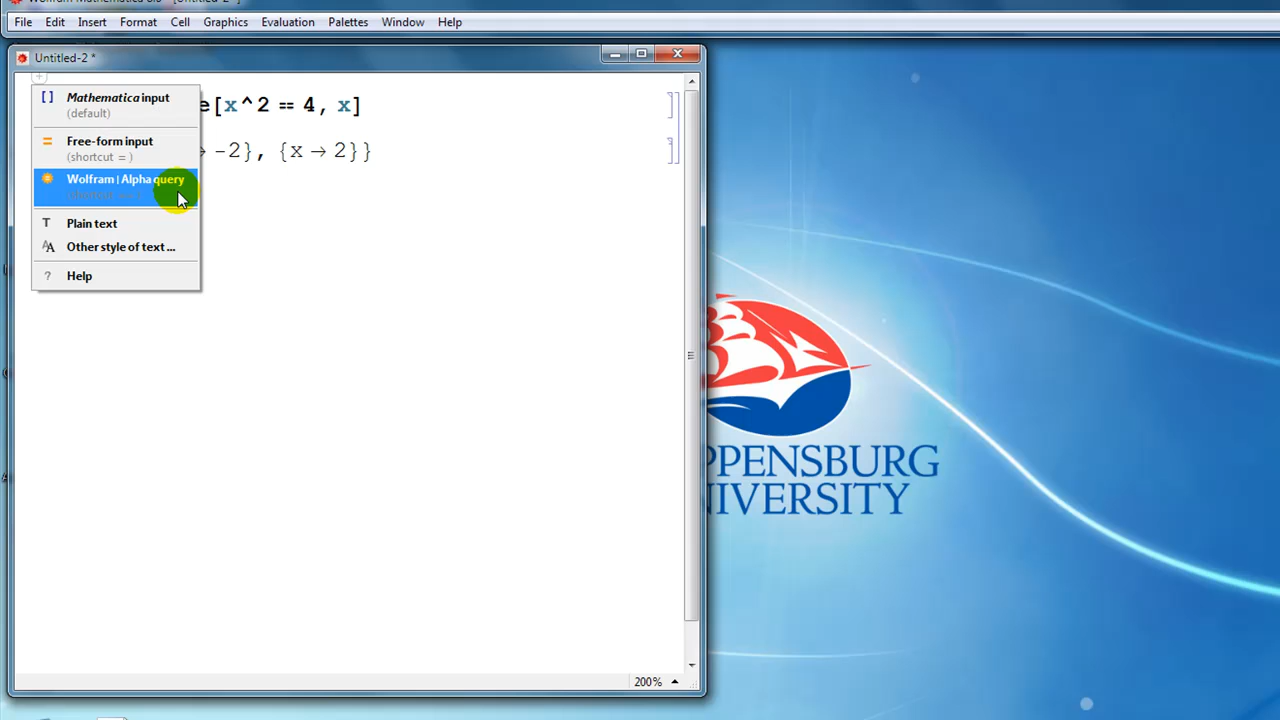 File Edit Insert Format Cell Graphics Evaluation Palettes Window Help
Untitled-2 *
e[x^2 == 4, x]
→ -2}, {x → 2}}
[] Mathematica input
(default)
= Free-form input
(shortcut = )
Wolfram|Alpha query
T Plain text
AA Other style of text ...
? Help
PPENSBURG
NIVERSITY
200%